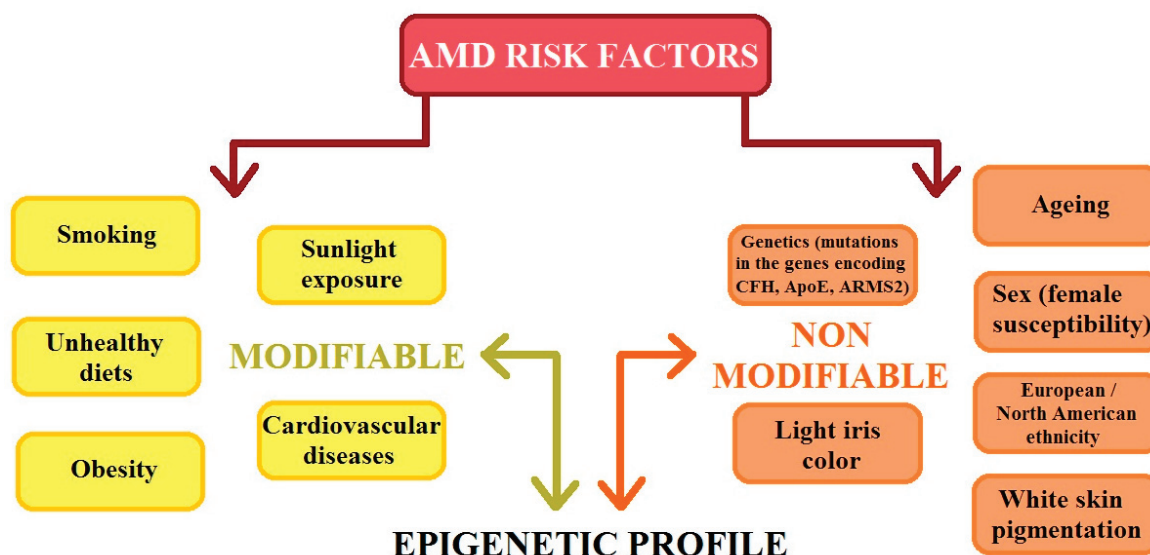 AMD RISK FACTORS
Smoking
Sunlight
exposure
Unhealthy
diets
MODIFIABLE
Cardiovascular
diseases
Obesity
Genetics (mutations
in the genes encoding
CFH, ApoE, ARMS2)
Ageing
Sex (female
susceptibility)
NON
MODIFIABLE
European /
North American
ethnicity
Light iris
color
White skin
pigmentation
EPIGENETIC PROFILE